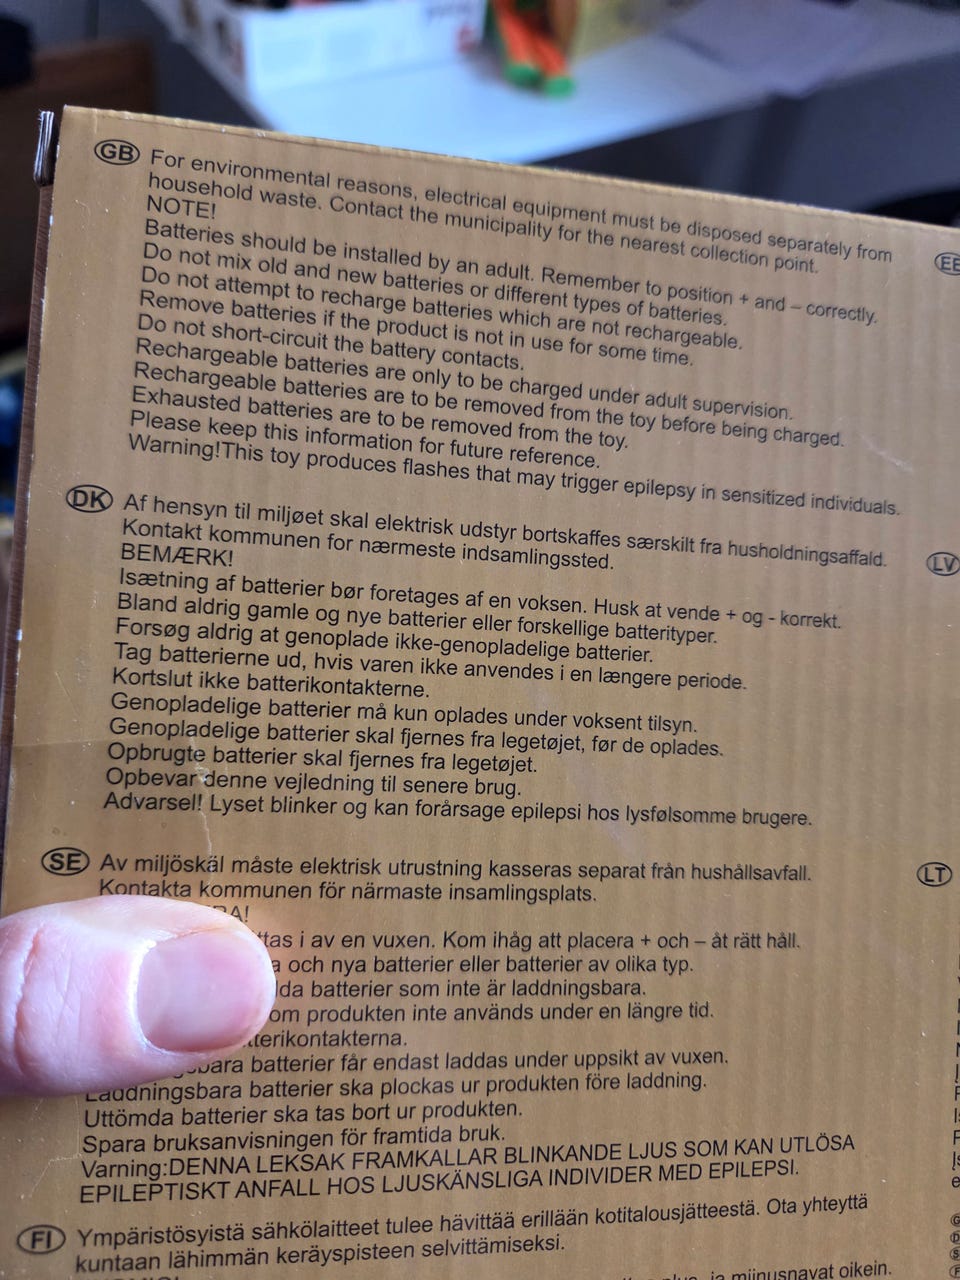 GB For environmental reasons, electrical equipment must be disposed separately from
household waste. Contact the municipality for the nearest collection point.
NOTE!
Batteries should be installed by an adult. Remember to position + and – correctly.
Do not mix old and new batteries or different types of batteries.
Do not attempt to recharge batteries which are not rechargeable.
Remove batteries if the product is not in use for some time.
Do not short-circuit the battery contacts.
Rechargeable batteries are only to be charged under adult supervision.
Rechargeable batteries are to be removed from the toy before being charged.
Exhausted batteries are to be removed from the toy.
Please keep this information for future reference.
Warning!This toy produces flashes that may trigger epilepsy in sensitized individuals.
DK Af hensyn til miljøet skal elektrisk udstyr bortskaffes særskilt fra husholdningsaffald.
Kontakt kommunen for nærmeste indsamlingssted.
BEMÆRK!
Isætning af batterier bør foretages af en voksen. Husk at vende + og - korrekt.
Bland aldrig gamle og nye batterier eller forskellige batterityper.
Forsøg aldrig at genoplade ikke-genopladelige batterier.
Tag batterierne ud, hvis varen ikke anvendes i en længere periode.
Kortslut ikke batterikontakterne.
Genopladelige batterier må kun oplades under voksent tilsyn.
Genopladelige batterier skal fjernes fra legetøjet, før de oplades.
Opbrugte batterier skal fjernes fra legetøjet.
Opbevar denne vejledning til senere brug.
Advarsel! Lyset blinker og kan forårsage epilepsi hos lysfølsomme brugere.
SE Av miljöskäl måste elektrisk utrustning kasseras separat från hushållsavfall.
Kontakta kommunen för närmaste insamlingsplats.
i av en vuxen. Kom ihåg att placera + och – åt rätt håll.
och nya batterier eller batterier av olika typ.
batterier som inte är laddningsbara.
om produkten inte används under en längre tid.
batterier får endast laddas under uppsikt av vuxen.
Laddningsbara batterier ska plockas ur produkten före laddning.
Uttömda batterier ska tas bort ur produkten.
Spara bruksanvisningen för framtida bruk.
Varning:DENNA LEKSAK FRAMKALLAR BLINKANDE LJUS SOM KAN UTLÖSA
EPILEPTISKT ANFALL HOS LJUSKÄNSLIGA INDIVIDER MED EPILEPSI.
FI Ympäristösyistä sähkölaitteet tulee hävittää erillään kotitalousjätteestä. Ota yhteyttä
kuntaan lähimmän keräyspisteen selvittämiseksi.
ja miinusnavat oikein.
EE
LV
LT